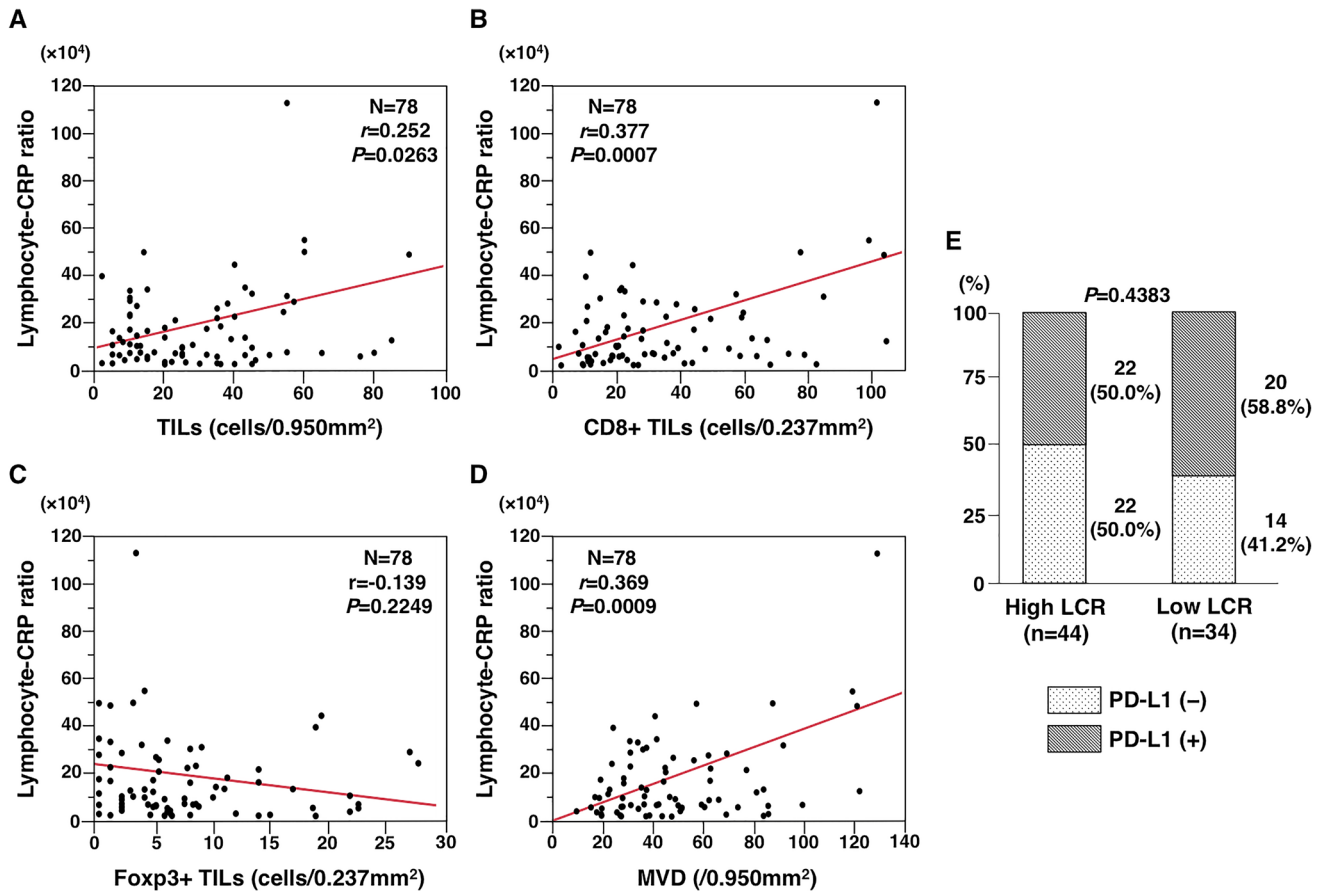 A
(×10⁴)
120
100
80
60
40
20
0
Lymphocyte-CRP ratio
N=78
r=0.252
P=0.0263
0 20 40 60 80 100
TILs (cells/0.950mm²)
B
(×10⁴)
120
100
80
60
40
20
0
Lymphocyte-CRP ratio
N=78
r=0.377
P=0.0007
0 20 40 60 80 100
CD8+ TILs (cells/0.237mm²)
C
(×10⁴)
120
100
80
60
40
20
0
Lymphocyte-CRP ratio
N=78
r=-0.139
P=0.2249
0 5 10 15 20 25 30
Foxp3+ TILs (cells/0.237mm²)
D
(×10⁴)
120
100
80
60
40
20
0
Lymphocyte-CRP ratio
N=78
r=0.369
P=0.0009
0 20 40 60 80 100 120 140
MVD (/0.950mm²)
E
(%)
P=0.4383
100
75
50
25
0
22
(50.0%)
22
(50.0%)
20
(58.8%)
14
(41.2%)
High LCR
(n=44)
Low LCR
(n=34)
PD-L1 (–)
PD-L1 (+)